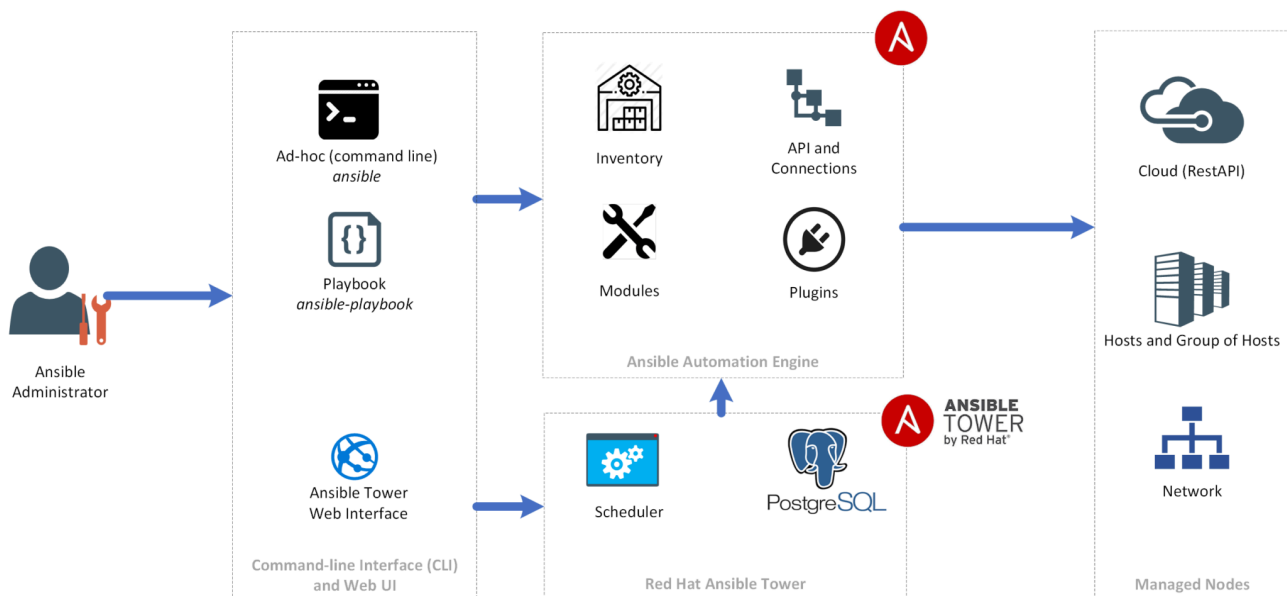 Ansible
Administrator
Ad-hoc (command line)
ansible
Playbook
ansible-playbook
Ansible Tower
Web Interface
Command-line Interface (CLI)
and Web UI
Inventory
API and
Connections
Modules
Plugins
Ansible Automation Engine
ANSIBLE
TOWER
by Red Hat®
Scheduler
PostgreSQL
Red Hat Ansible Tower
Cloud (RestAPI)
Hosts and Group of Hosts
Network
Managed Nodes